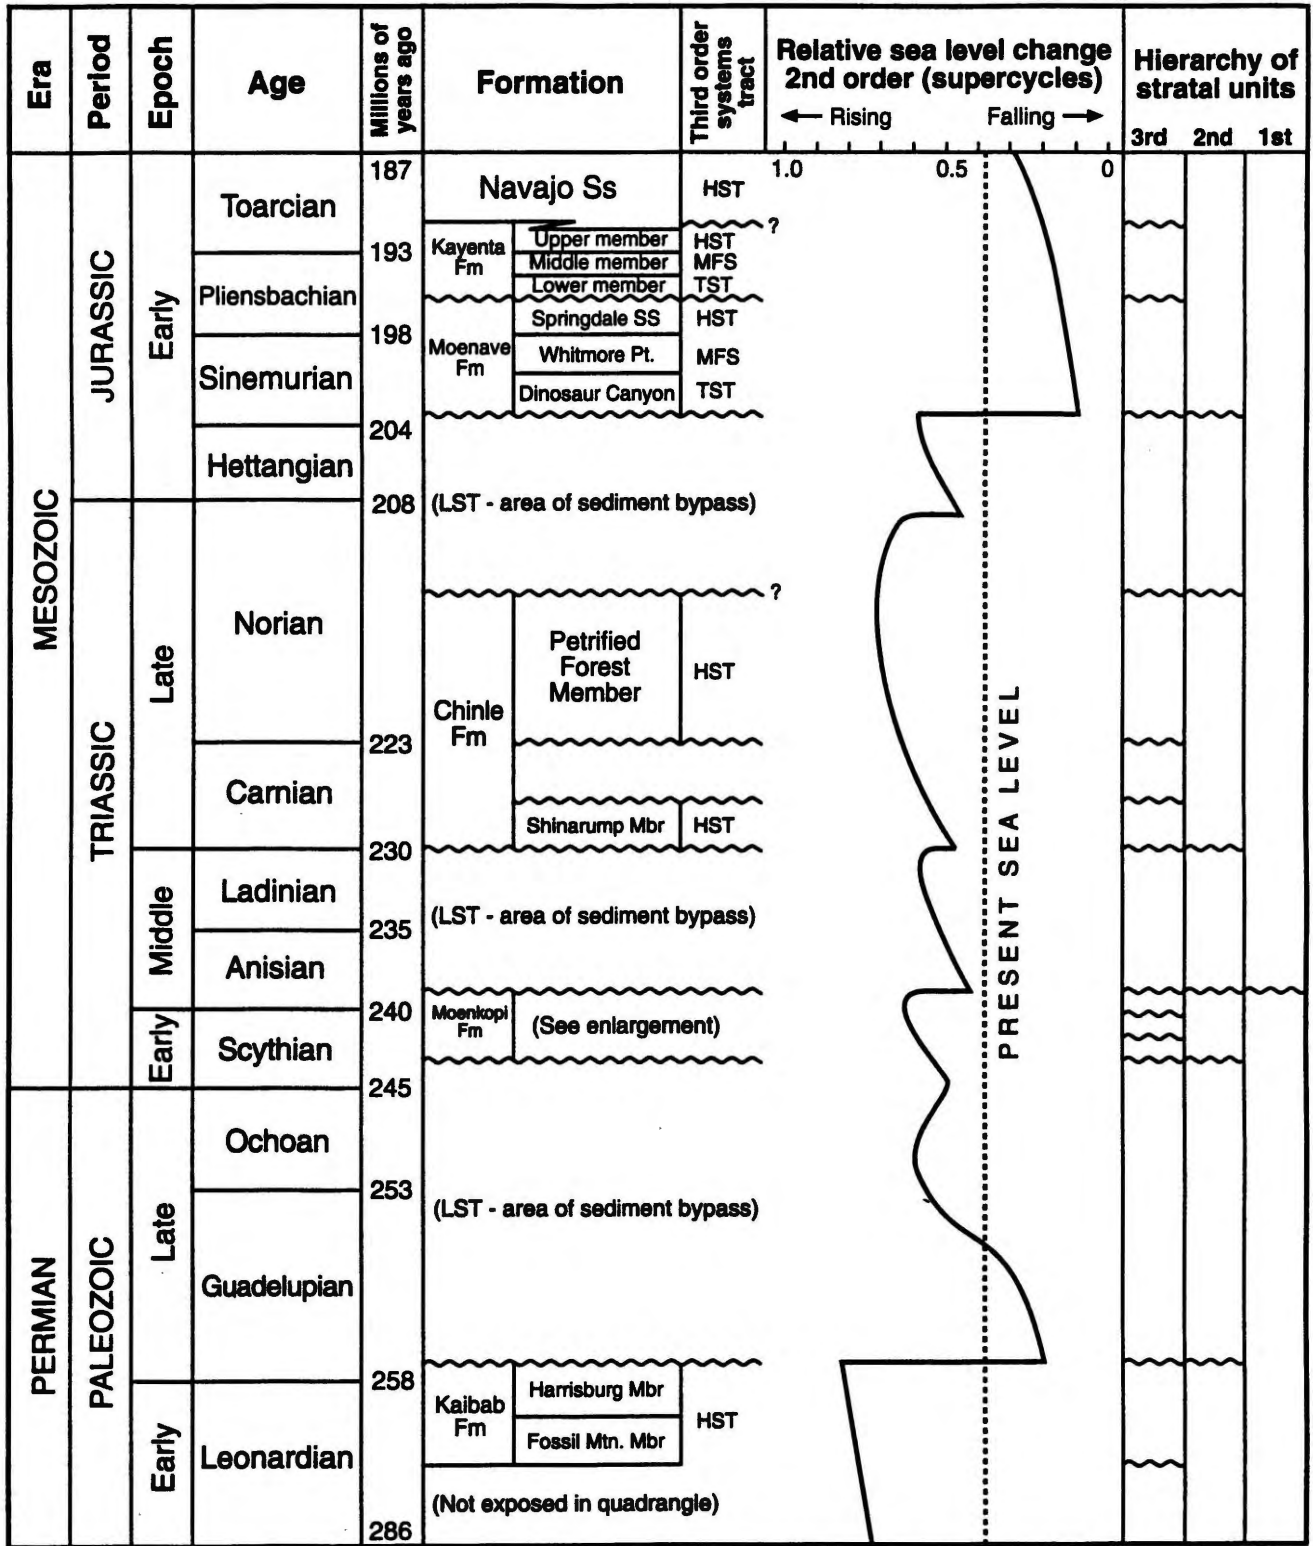 Era
Period
Epoch
Age
Millions of
years ago
Formation
Third order
systems
tract
Relative sea level change
2nd order (supercycles)
Rising Falling
Hierarchy of
stratal units
3rd 2nd 1st
MESOZOIC
PERMIAN
JURASSIC
TRIASSIC
PALEOZOIC
Early
Late
Middle
Early
Late
Early
Toarcian
Pliensbachian
Sinemurian
Hettangian
Norian
Carnian
Ladinian
Anisian
Scythian
Ochoan
Guadelupian
Leonardian
187
193
198
204
208
223
230
235
240
245
253
258
286
Navajo Ss HST
?
Kayenta
Fm
Upper member HST
Middle member MFS
Lower member TST
Moenave
Fm
Springdale SS HST
Whitmore Pt. MFS
Dinosaur Canyon TST
(LST - area of sediment bypass)
?
Chinle
Fm
Petrified
Forest
Member
HST
Shinarump Mbr HST
(LST - area of sediment bypass)
Moenkopi
Fm
(See enlargement)
(LST - area of sediment bypass)
Kaibab
Fm
Harrisburg Mbr
Fossil Mtn. Mbr
HST
(Not exposed in quadrangle)
1.0 0.5 0
PRESENT SEA LEVEL